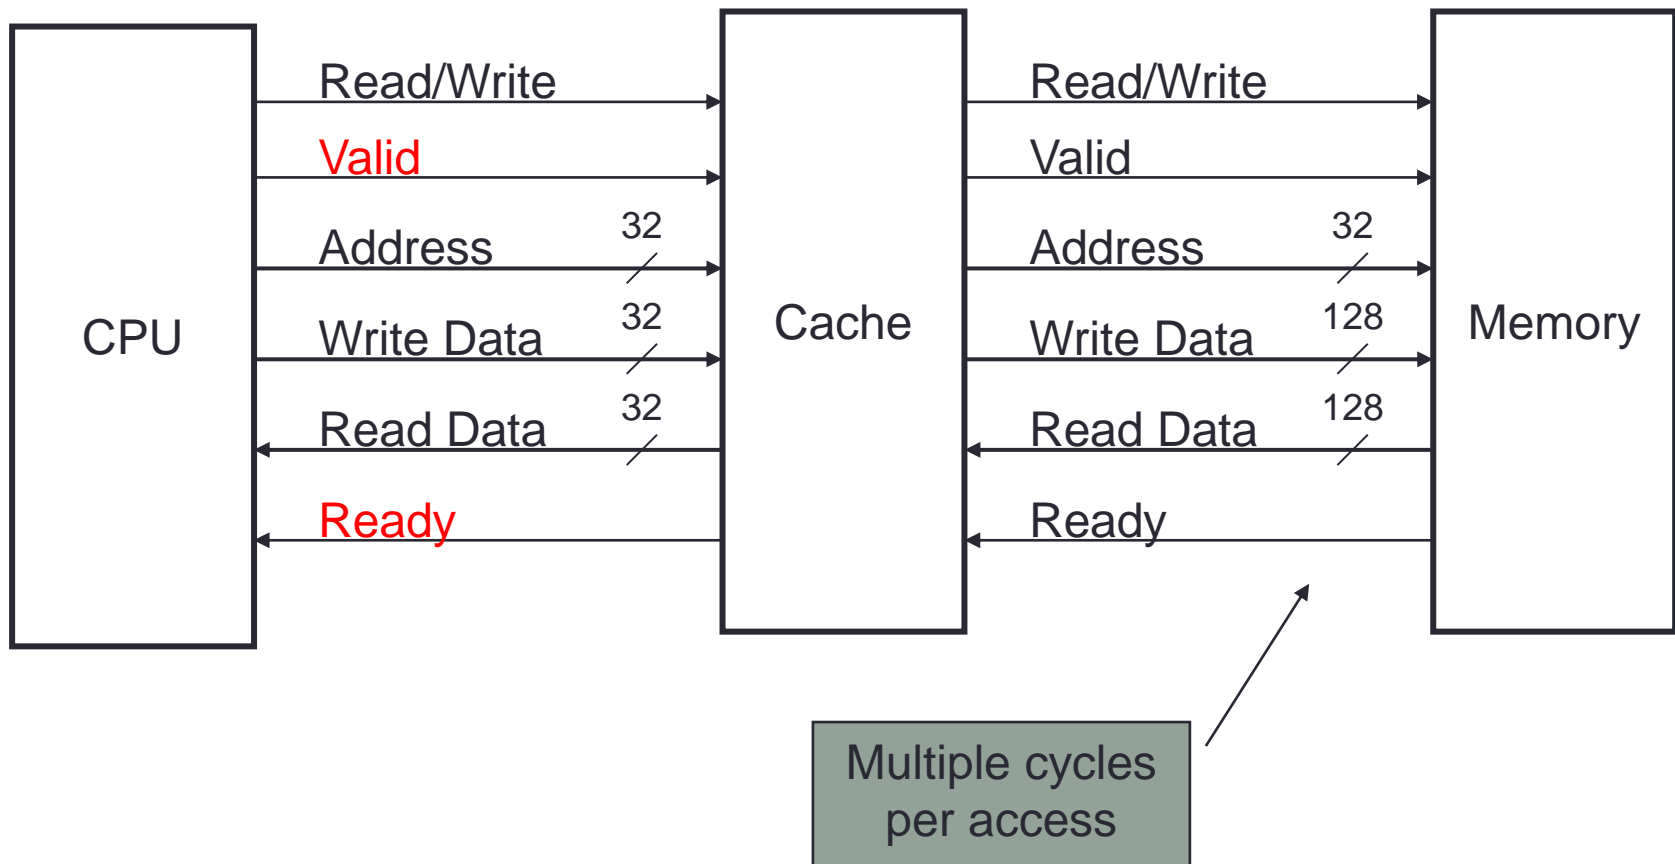 Read/Write
Read/Write
Valid
Valid
32
32
Address
Address
32
128
CPU
Write Data
Cache
Write Data
Memory
32
128
Read Data
Read Data
Ready
Ready
Multiple cycles
per access